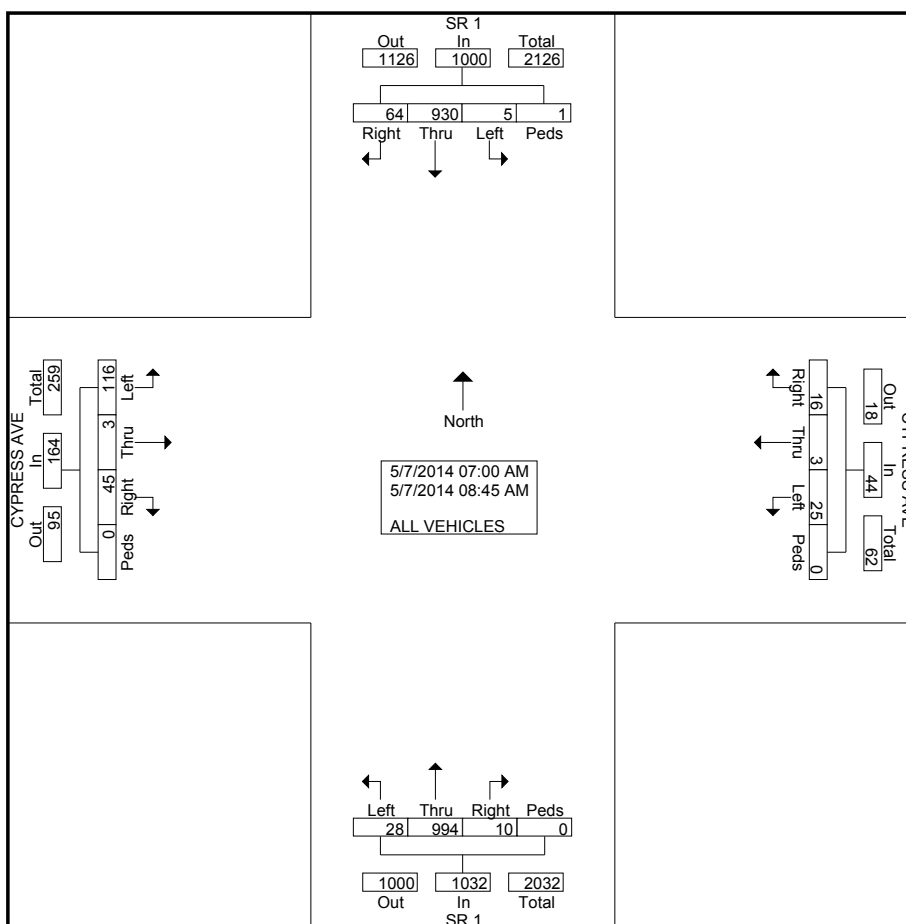 SR 1
Out In Total
1126 1000 2126
64 930 5 1
Right Thru Left Peds
CYPRESS AVE
Total In Out
259 164 95
116 3 45 0
Left Thru Right Peds
North
5/7/2014 07:00 AM
5/7/2014 08:45 AM
ALL VEHICLES
Right Thru Left Peds
16 3 25 0
Out In Total
18 44 62
Left Thru Right Peds
28 994 10 0
1000 1032 2032
Out In Total
SR 1